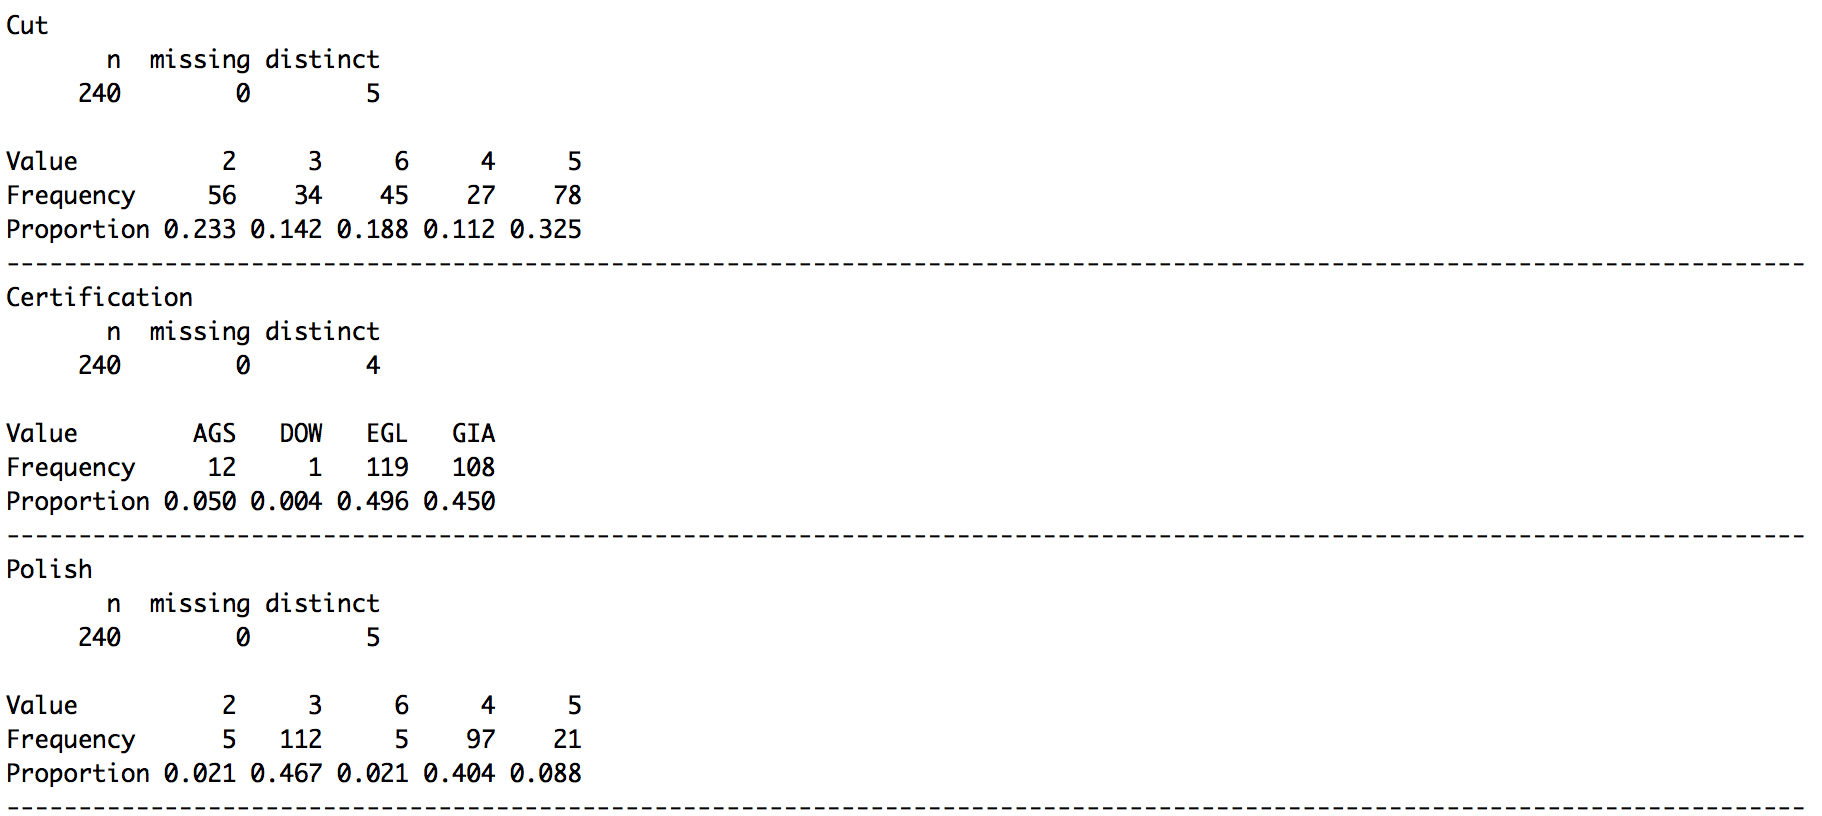 Cut
       n  missing distinct
     240        0        5

Value          2     3     6     4     5
Frequency     56    34    45    27    78
Proportion 0.233 0.142 0.188 0.112 0.325
-----------------------------------------------------------------------------------------------------------------------------
Certification
       n  missing distinct
     240        0        4

Value        AGS   DOW   EGL   GIA
Frequency     12     1   119   108
Proportion 0.050 0.004 0.496 0.450
-----------------------------------------------------------------------------------------------------------------------------
Polish
       n  missing distinct
     240        0        5

Value          2     3     6     4     5
Frequency      5   112     5    97    21
Proportion 0.021 0.467 0.021 0.404 0.088
-----------------------------------------------------------------------------------------------------------------------------